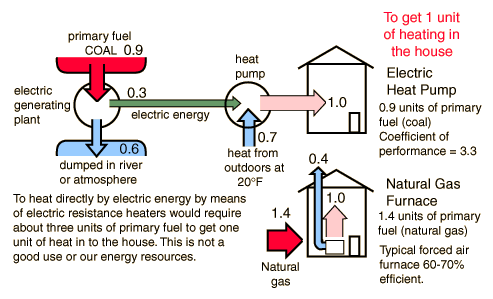 primary fuel
COAL 0.9
To get 1 unit
of heating in
the house
heat
pump
electric
generating
plant
0.3
electric energy
1.0
Electric
Heat Pump
0.9 units of primary
fuel (coal)
Coefficient of
performance = 3.3
0.6
dumped in river
or atmosphere
0.7
heat from
outdoors at
20°F
To heat directly by electric energy by means
of electric resistance heaters would require
about three units of primary fuel to get one
unit of heat in to the house. This is not a
good use or our energy resources.
0.4
1.0
1.4
Natural
gas
Natural Gas
Furnace
1.4 units of primary
fuel (natural gas)
Typical forced air
furnace 60-70%
efficient.